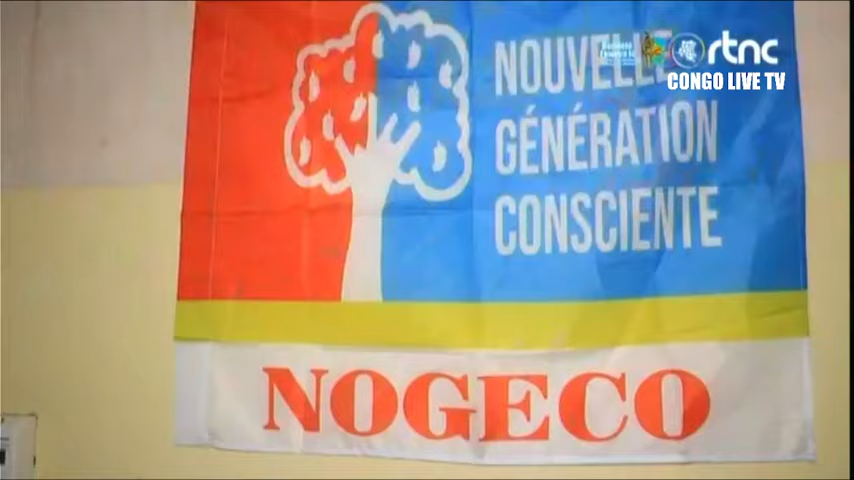 NOUVELLE
rtnc
CONGO LIVE TV
GÉNÉRATION
CONSCIENTE
NOGECO